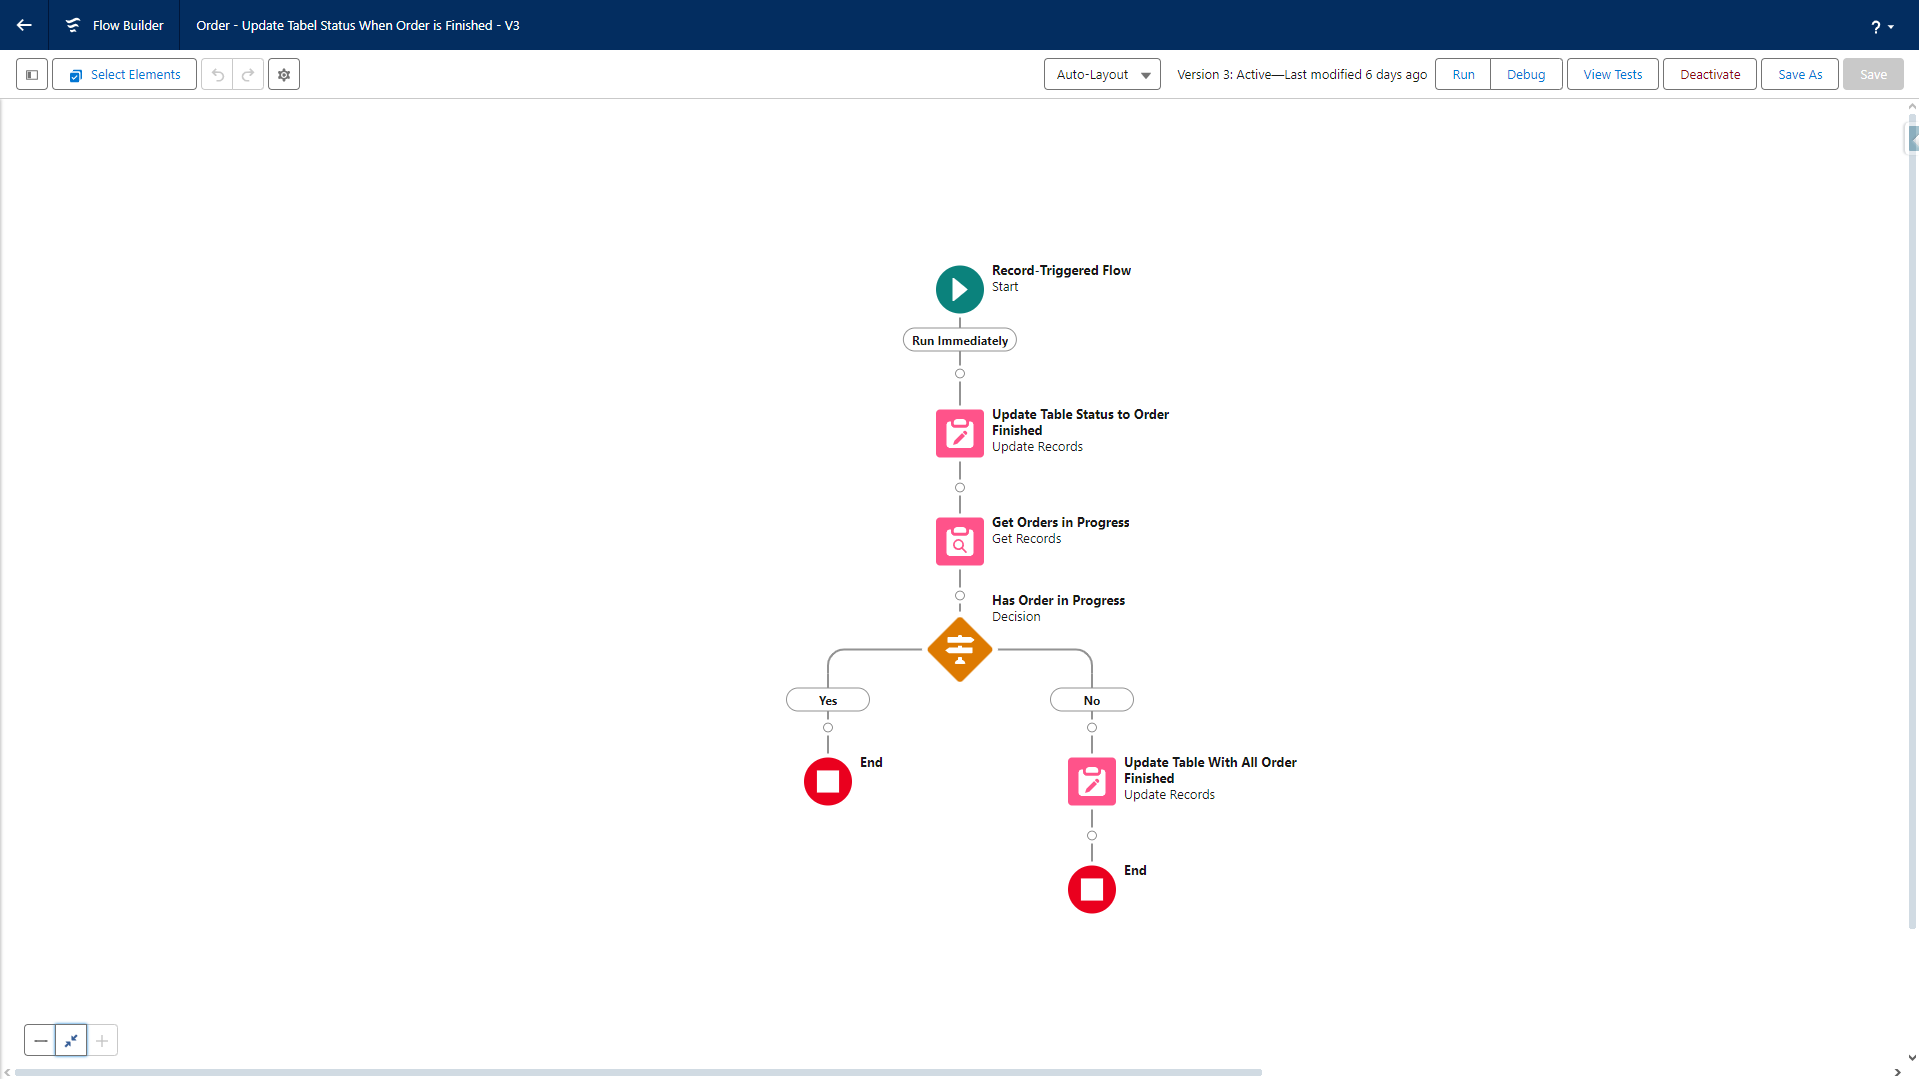 Flow Builder
Order - Update Tabel Status When Order is Finished - V3
?
Select Elements
Auto-Layout
Version 3: Active—Last modified 6 days ago
Run
Debug
View Tests
Deactivate
Save As
Save
Record-Triggered Flow
Start
Run Immediately
Update Table Status to Order
Finished
Update Records
Get Orders in Progress
Get Records
Has Order in Progress
Decision
Yes
No
End
Update Table With All Order
Finished
Update Records
End